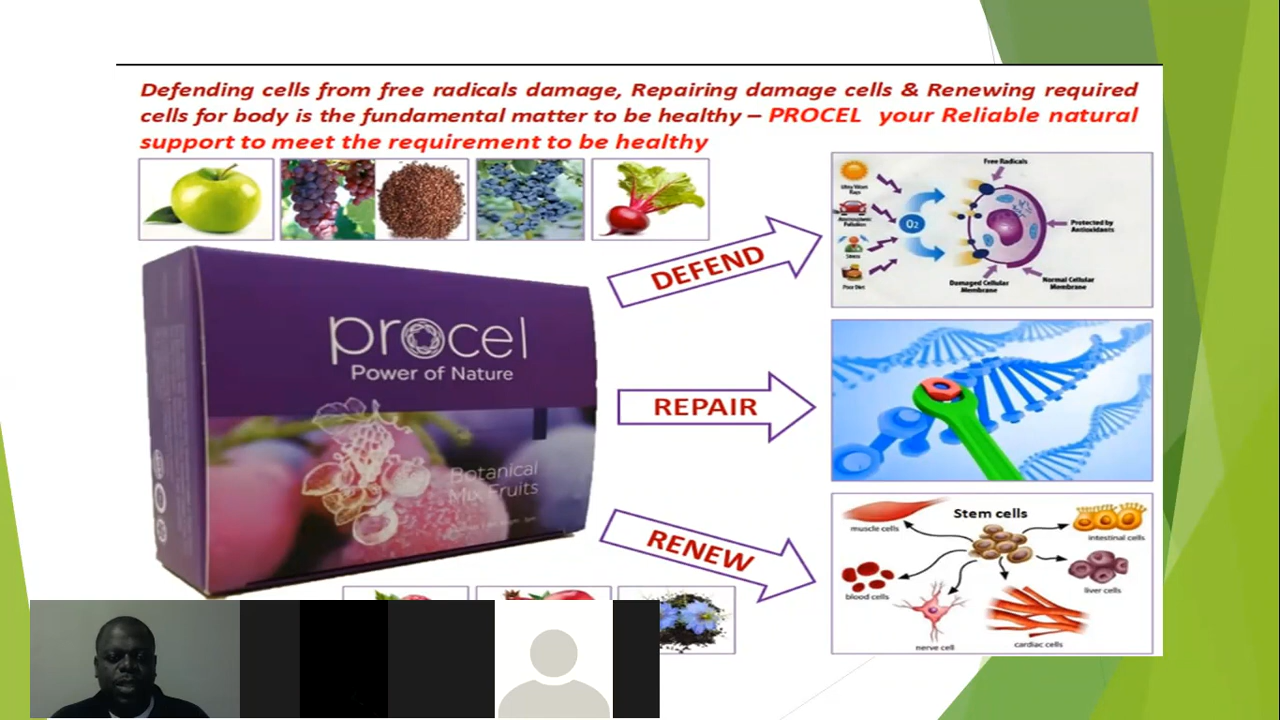 Defending cells from free radicals damage, Repairing damage cells & Renewing required
cells for body is the fundamental matter to be healthy – PROCEL your Reliable natural
support to meet the requirement to be healthy
procel
Power of Nature
Botanical
Mix Fruits
DEFEND
REPAIR
RENEW
Free Radicals
Ultra Violet
Rays
Pollution
Stress
Poor Diet
O2
Protected by
Antioxidants
Damaged Cellular
Membrane
Normal Cellular
Membrane
Stem cells
muscle cells
intestinal cells
blood cells
liver cells
nerve cell
cardiac cells